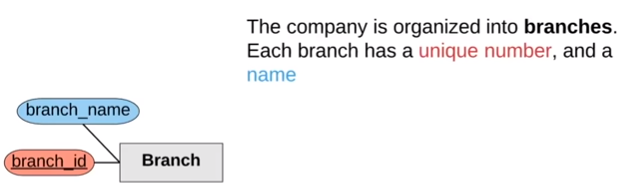 The company is organized into branches.
Each branch has a unique number, and a
name
branch_name
branch_id
Branch